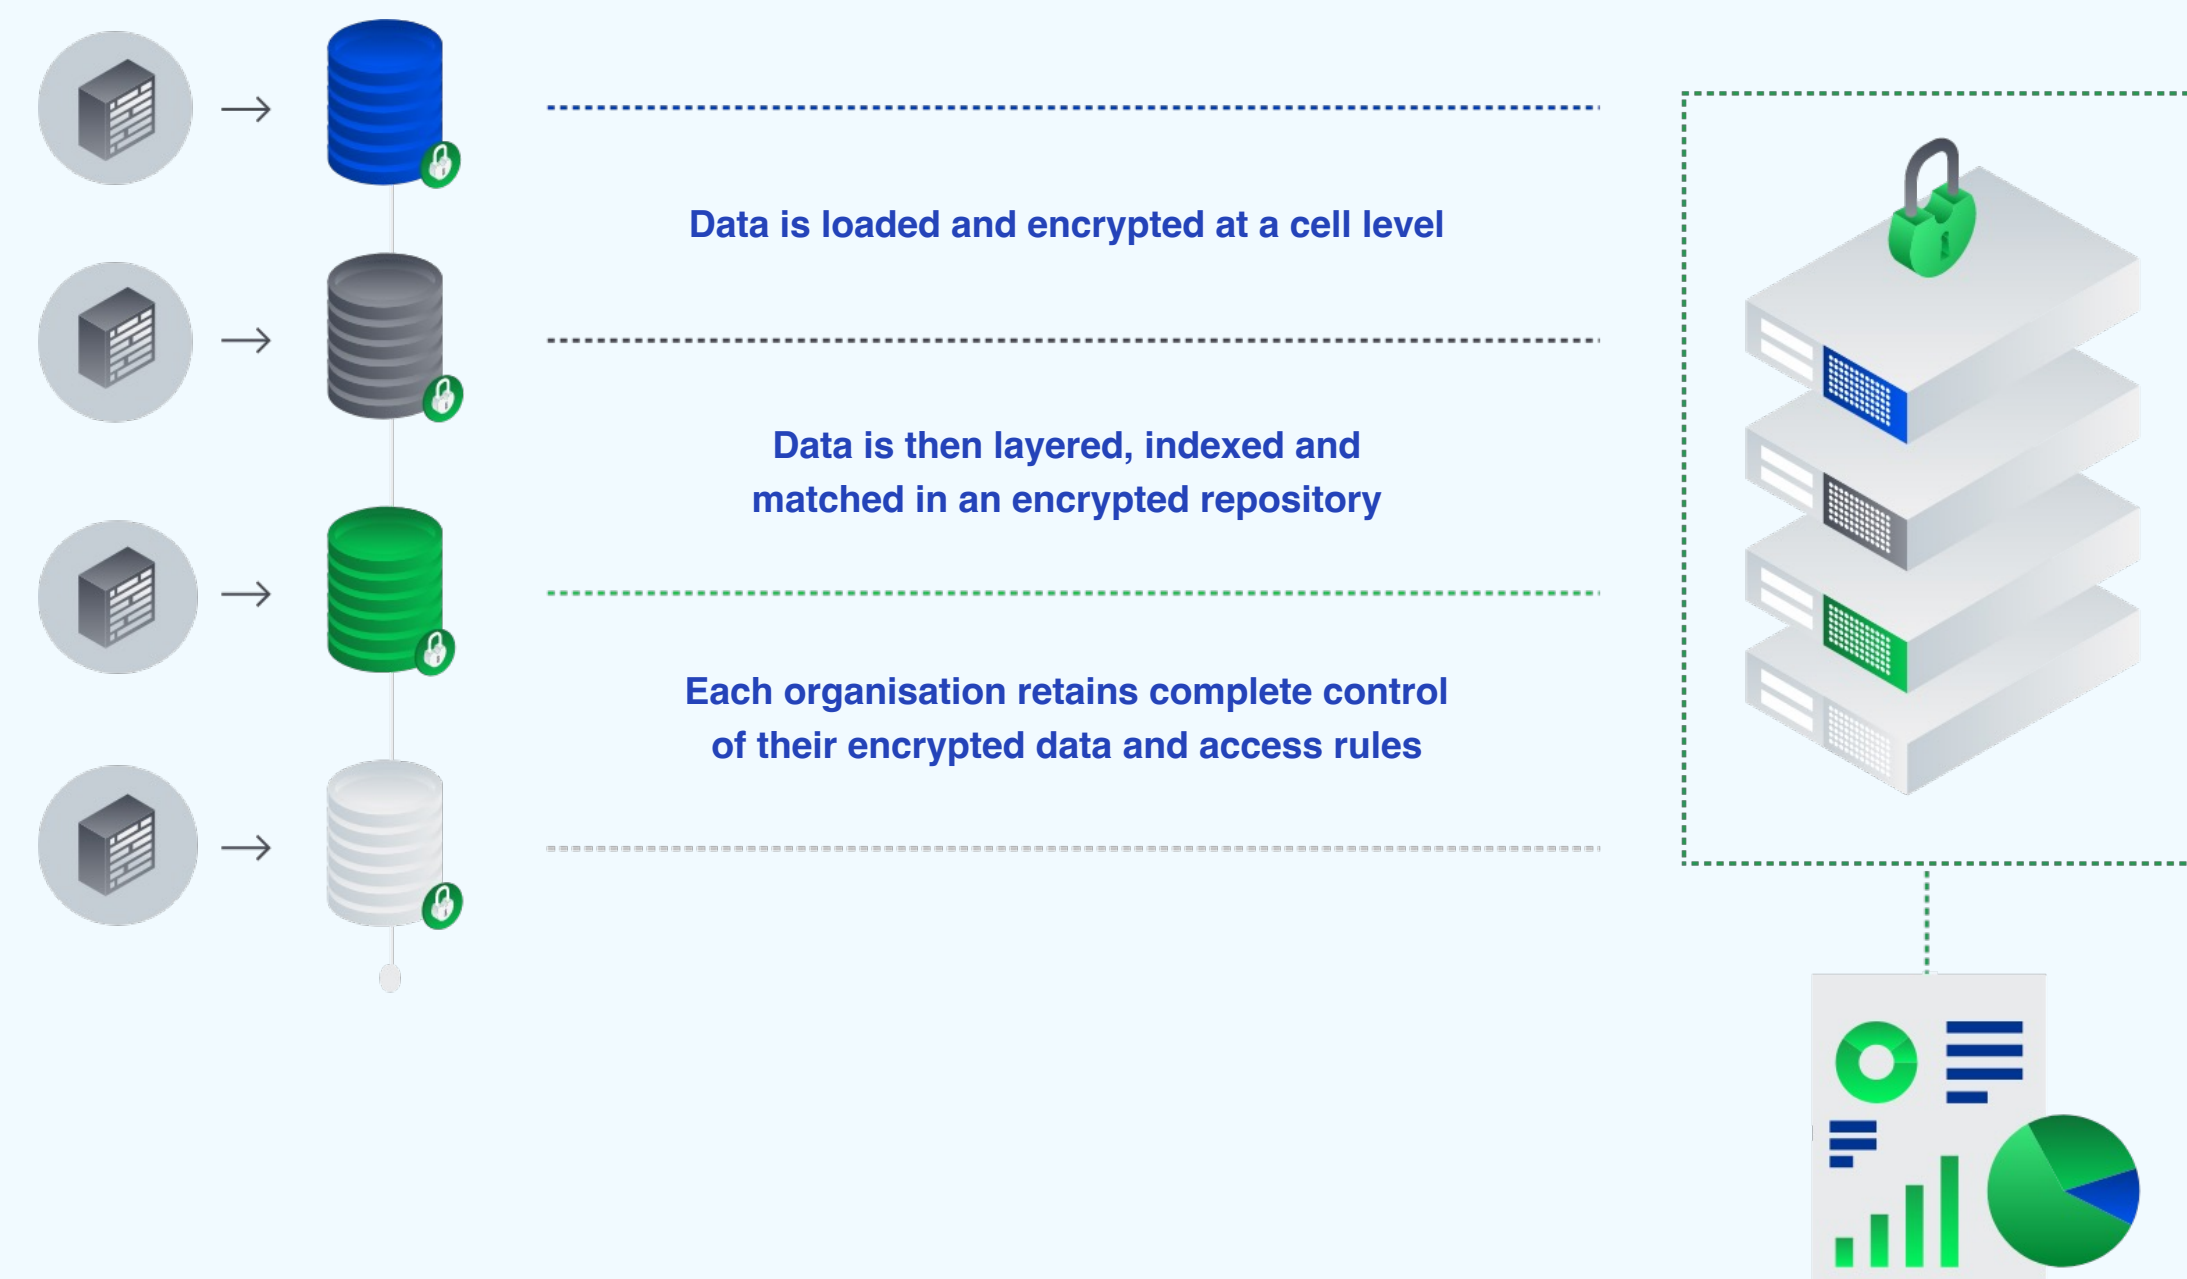 Data is loaded and encrypted at a cell level
Data is then layered, indexed and
matched in an encrypted repository
Each organisation retains complete control
of their encrypted data and access rules